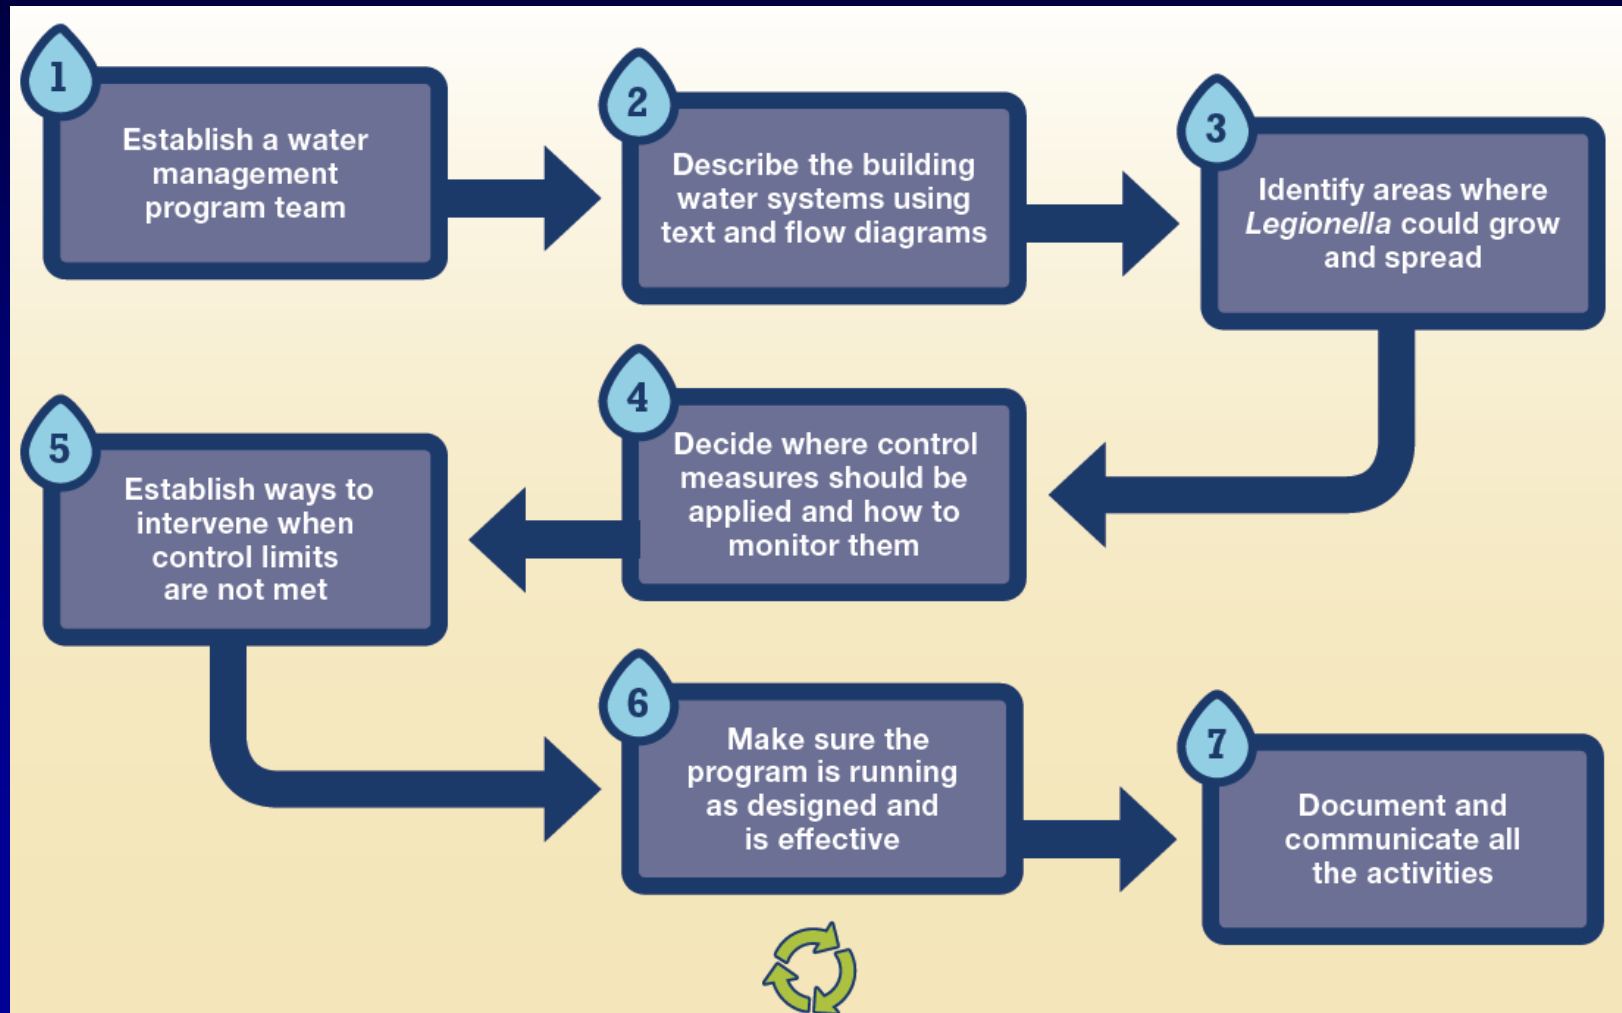 1
Establish a water
management
program team
2
Describe the building
water systems using
text and flow diagrams
3
Identify areas where
Legionella could grow
and spread
4
Decide where control
measures should be
applied and how to
monitor them
5
Establish ways to
intervene when
control limits
are not met
6
Make sure the
program is running
as designed and
is effective
7
Document and
communicate all
the activities